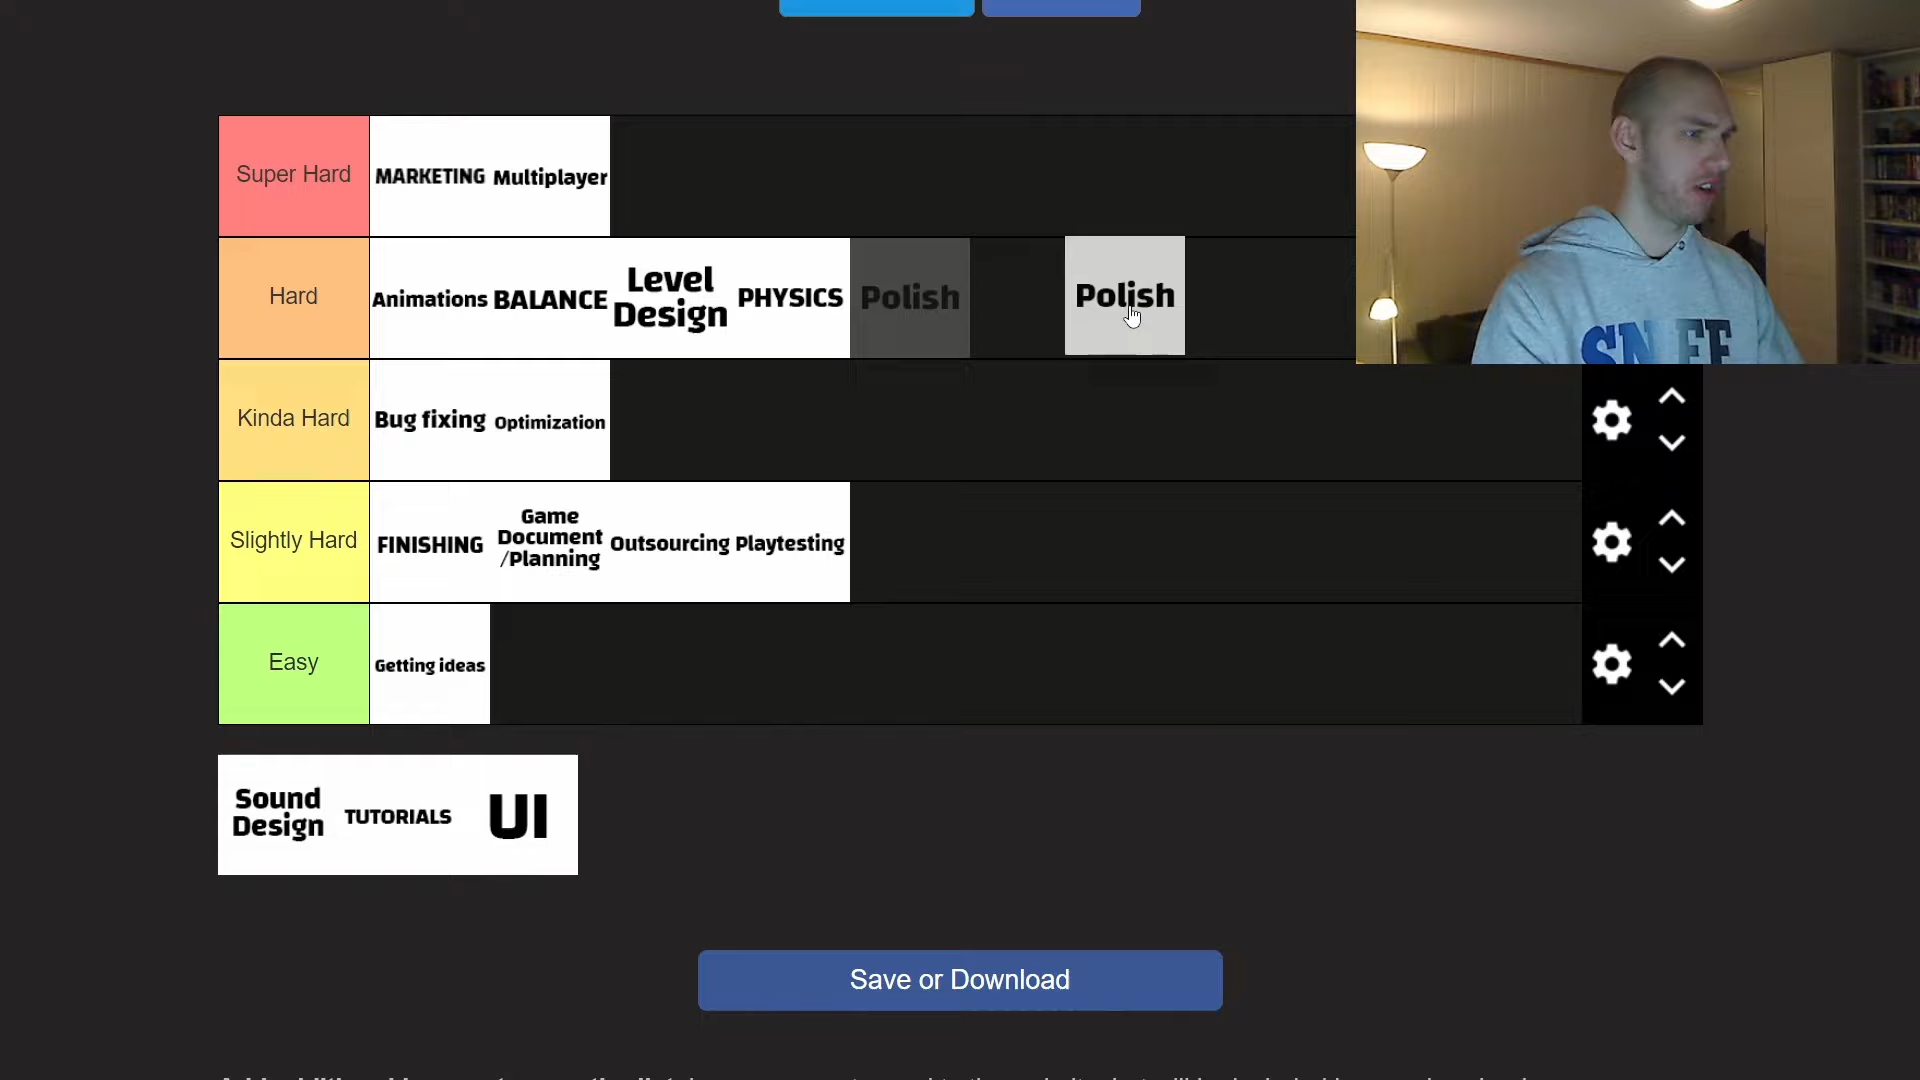 Super Hard
MARKETING Multiplayer
Hard
Animations BALANCE Level Design PHYSICS Polish
Polish
Kinda Hard
Bug fixing Optimization
Slightly Hard
FINISHING Game Document /Planning Outsourcing Playtesting
Easy
Getting ideas
Sound Design TUTORIALS UI
Save or Download